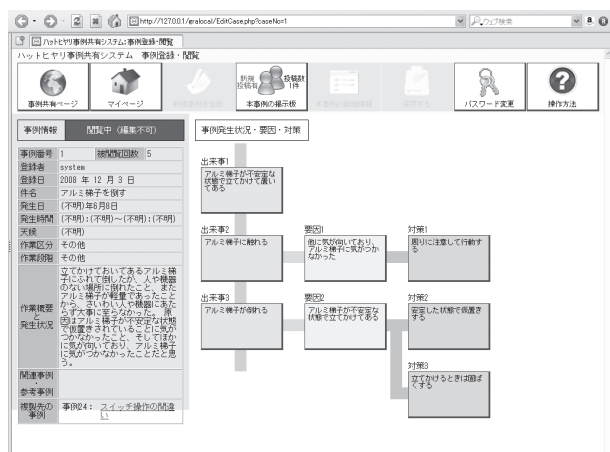 http://127.0.0.1/eralocal/EditCase.php?caseNo=1
ウェブ検索
ハットヒヤリ事例共有システム:事例登録・閲覧
ハットヒヤリ事例共有システム 事例登録・閲覧
事例共有ページ
マイページ
新規投稿有
投稿数1件
本事例の掲示板
パスワード変更
操作方法
事例情報
閲覧中(編集不可)
事例番号 1 被閲覧回数 5
登録者 system
登録日 2008 年 12 月 3 日
件名 アルミ梯子を倒す
発生日 (不明)年6月8日
発生時間 (不明):(不明)~(不明):(不明)
天候 (不明)
作業区分 その他
作業段階 その他
作業概要
と
発生状況
立てかけておいてあるアルミ梯
子にふれて倒したが、人や機器
のない場所に倒れたこと、また
アルミ梯子が軽量であったこと
から、さいわい人や機器にあた
らず大事に至らなかった。原
因はアルミ梯子が不安定な状態
で仮置きされていることに気が
つかなかったこと、そしてほか
に気が向いており、アルミ梯子
に気がつかなかったことだと思
う。
関連事例
・
参考事例
複製先の
事例
事例24: スイッチ操作の間違
い
事例発生状況・要因・対策
出来事1
アルミ梯子が不安定な
状態で立てかけて置い
てある
出来事2
アルミ梯子に触れる
要因1
他に気が向いており、
アルミ梯子に気がつか
なかった
対策1
周りに注意して行動す
る
出来事3
アルミ梯子が倒れる
要因2
アルミ梯子が不安定な
状態で立てかけてある
対策2
安定した状態で仮置き
する
対策3
立てかけるときは固ば
くする